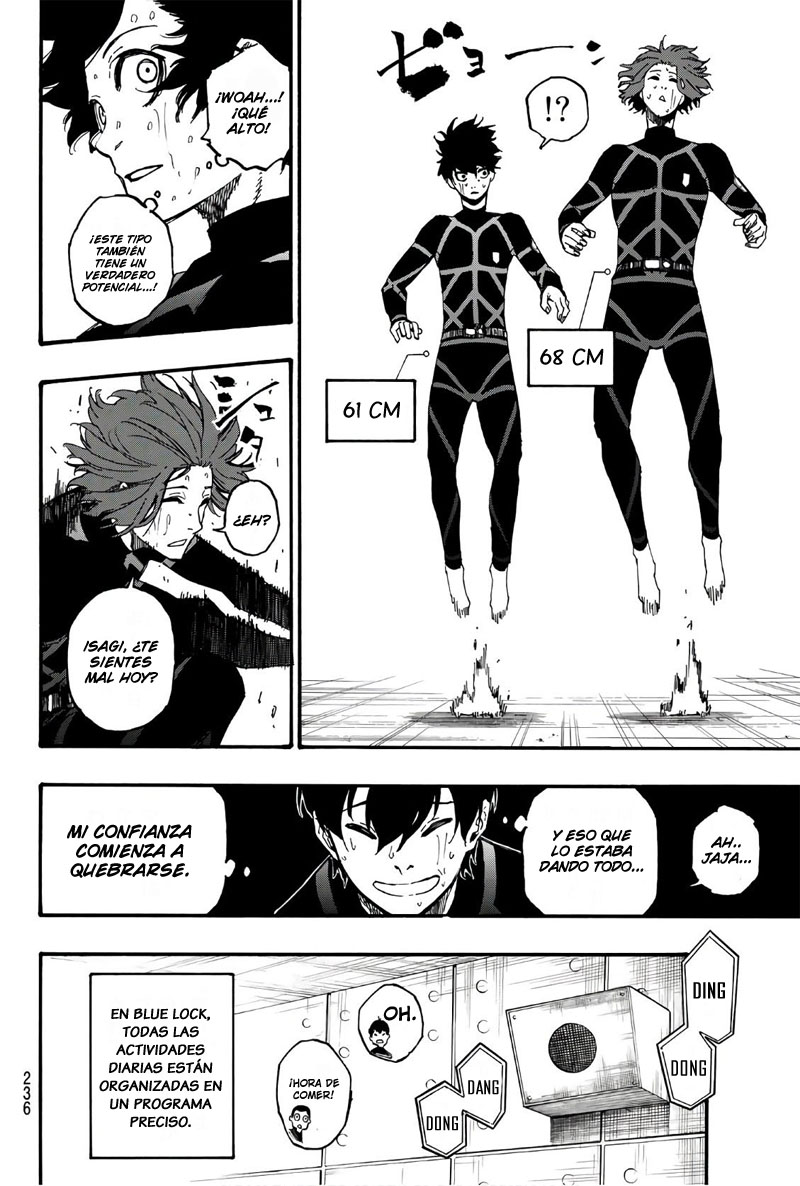 ビョーン
!?
68 CM
61 CM
¡WOAH...!
¡QUÉ
ALTO!
¡ESTE TIPO
TAMBIÉN
TIENE UN
VERDADERO
POTENCIAL...!
¿EH?
ISAGI, ¿TE
SIENTES
MAL HOY?
AH..
JAJA...
Y ESO QUE
LO ESTABA
DANDO TODO...
MI CONFIANZA
COMIENZA A
QUEBRARSE.
DING
DONG
DANG
DONG
OH.
¡HORA DE
COMER!
EN BLUE LOCK,
TODAS LAS
ACTIVIDADES
DIARIAS ESTÁN
ORGANIZADAS EN
UN PROGRAMA
PRECISO.
236